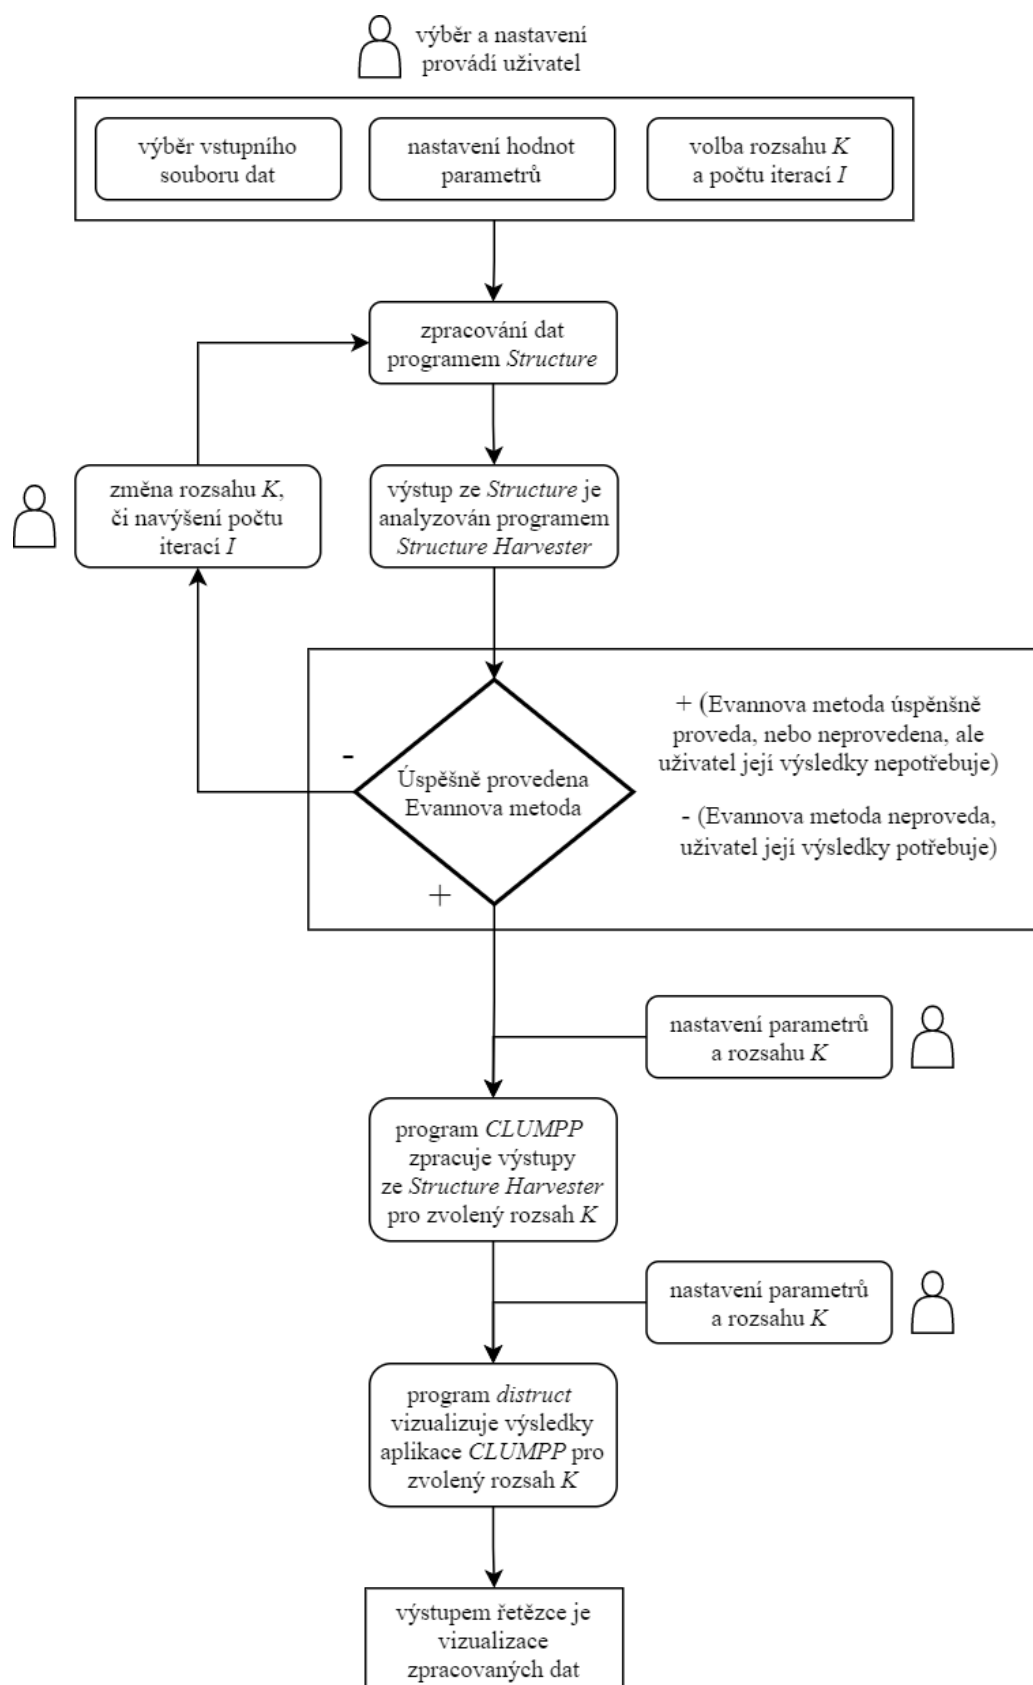 výběr a nastavení
provádí uživatel
výběr vstupního
souboru dat
nastavení hodnot
parametrů
volba rozsahu K
a počtu iterací I
zpracování dat
programem Structure
změna rozsahu K,
či navýšení počtu
iterací I
výstup ze Structure je
analyzován programem
Structure Harvester
-
Úspěšně provedena
Evannova metoda
+
+ (Evannova metoda úspěnšně
proveda, nebo neprovedena, ale
uživatel její výsledky nepotřebuje)
- (Evannova metoda neproveda,
uživatel její výsledky potřebuje)
nastavení parametrů
a rozsahu K
program CLUMPP
zpracuje výstupy
ze Structure Harvester
pro zvolený rozsah K
nastavení parametrů
a rozsahu K
program distruct
vizualizuje výsledky
aplikace CLUMPP pro
zvolený rozsah K
výstupem řetězce je
vizualizace
zpracovaných dat